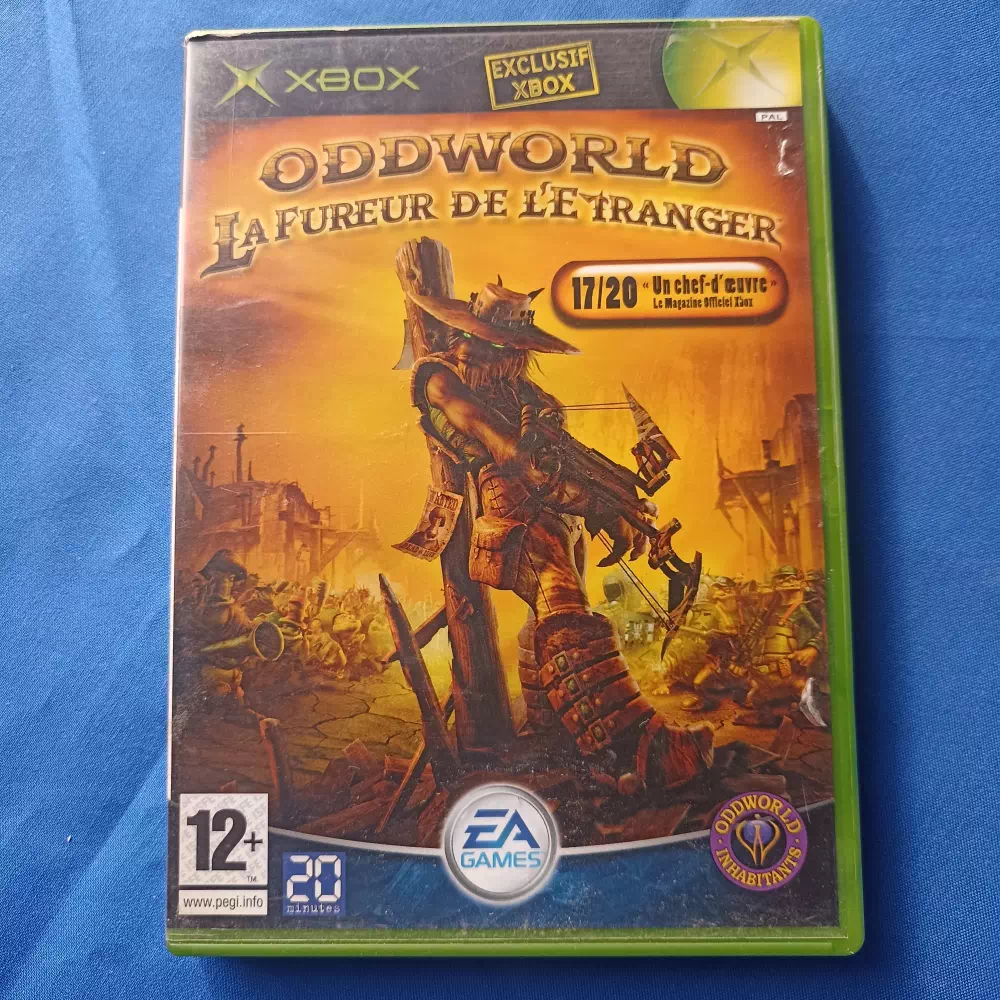 XBOX
EXCLUSIF
XBOX
PAL
ODDWORLD
LA FUREUR DE L'ETRANGER
17/20 « Un chef-d'œuvre »
Le Magazine Officiel Xbox
12+
TM
www.pegi.info
20
minutes
EA
GAMES
ODDWORLD
INHABITANTS